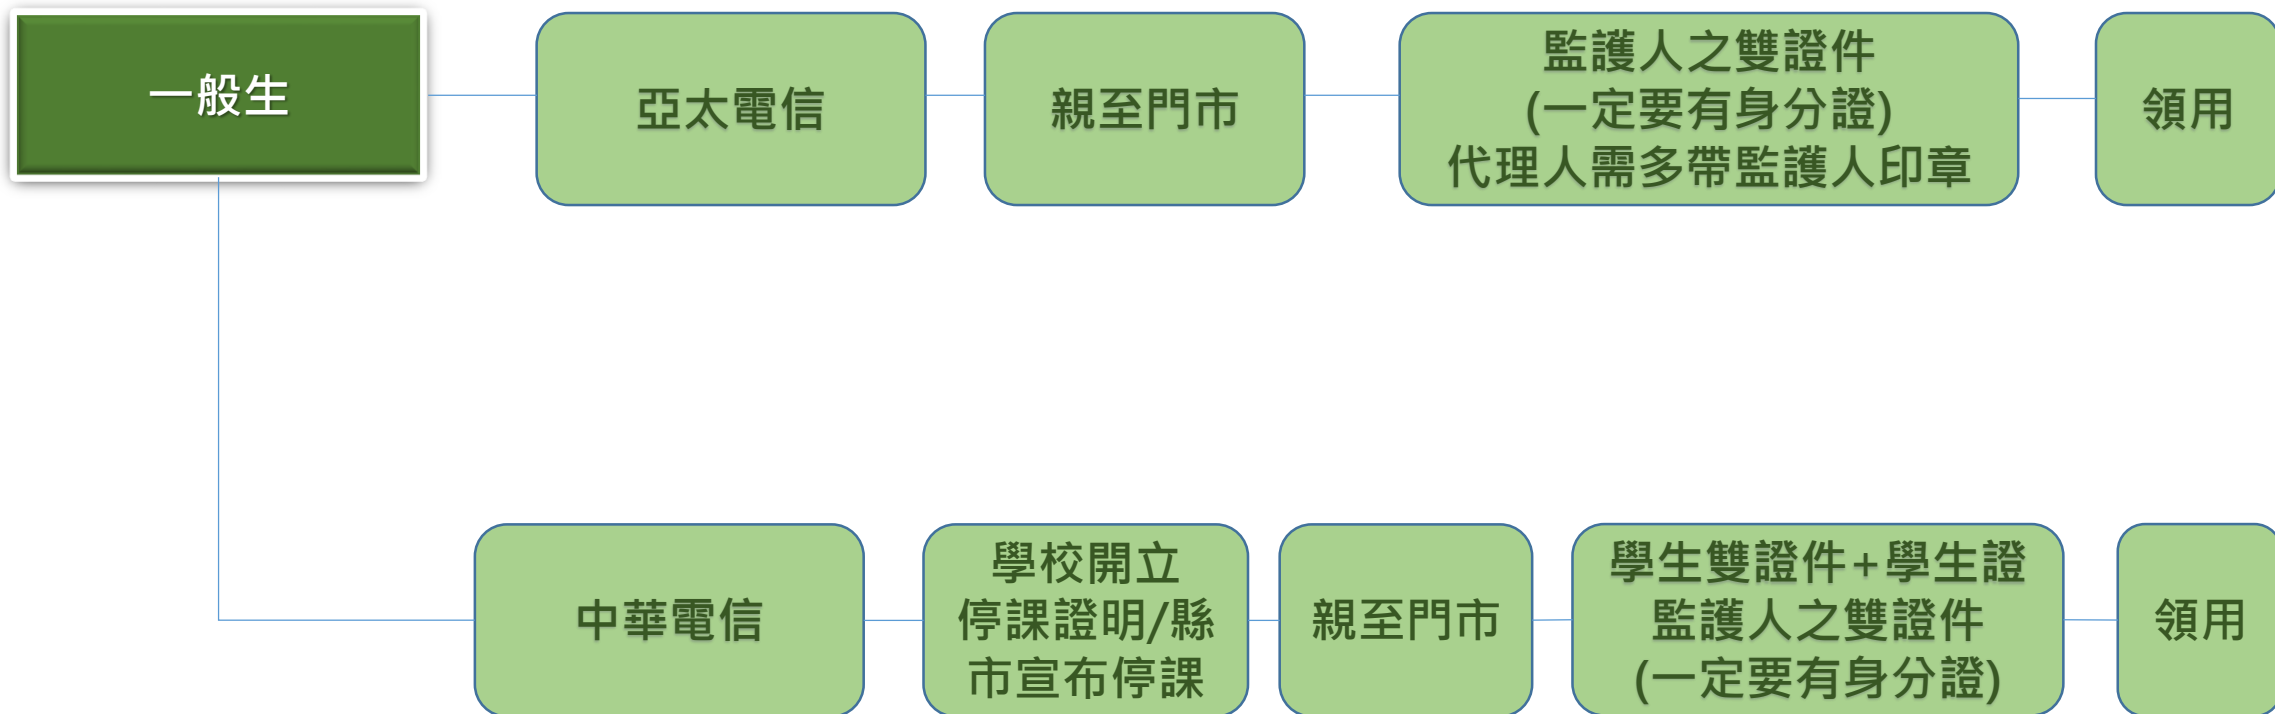 一般生
亞太電信
親至門市
監護人之雙證件
(一定要有身分證)
代理人需多帶監護人印章
領用
中華電信
學校開立
停課證明/縣
市宣布停課
親至門市
學生雙證件+學生證
監護人之雙證件
(一定要有身分證)
領用